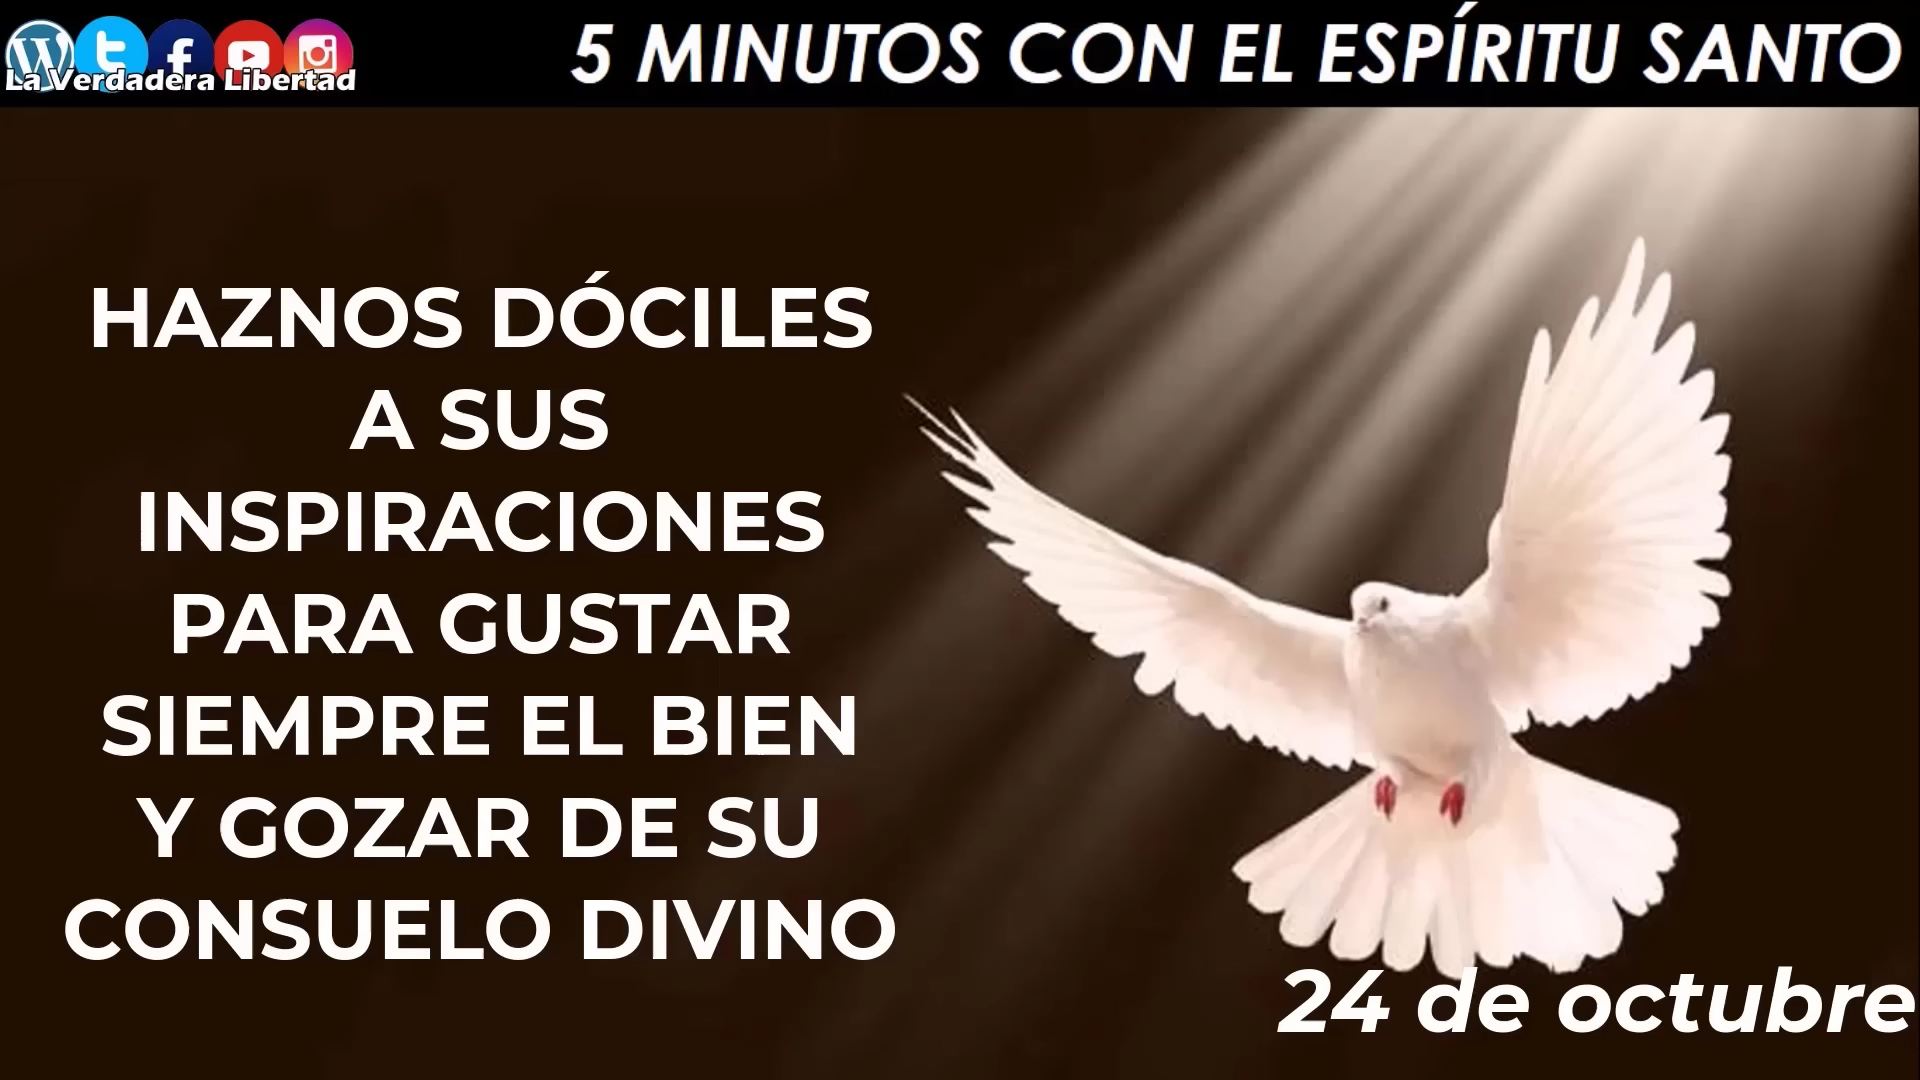 La Verdadera Libertad
5 MINUTOS CON EL ESPÍRITU SANTO
HAZNOS DÓCILES
A SUS
INSPIRACIONES
PARA GUSTAR
SIEMPRE EL BIEN
Y GOZAR DE SU
CONSUELO DIVINO
24 de octubre